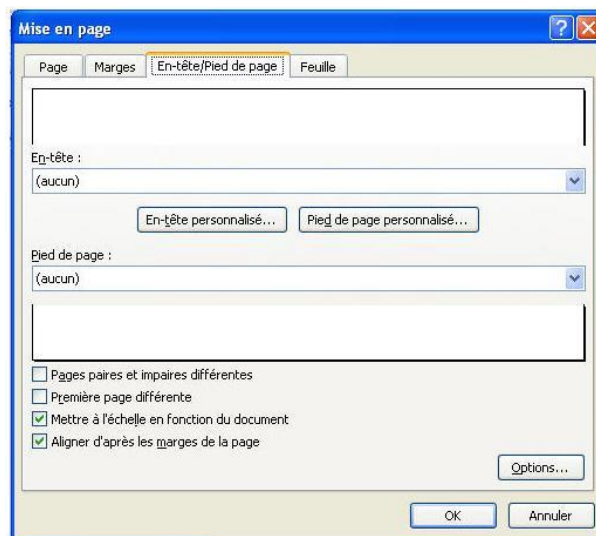 Mise en page
Page Marges En-tête/Pied de page Feuille
En-tête :
(aucun)
En-tête personnalisé... Pied de page personnalisé...
Pied de page :
(aucun)
Pages paires et impaires différentes
Première page différente
Mettre à l'échelle en fonction du document
Aligner d'après les marges de la page
Options...
OK Annuler